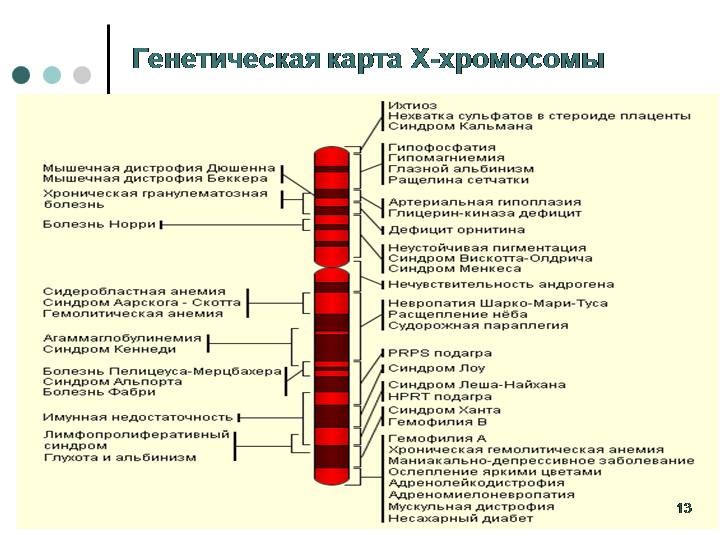 Генетическая карта Х-хромосомы
Мышечная дистрофия Дюшенна
Мышечная дистрофия Беккера
Хроническая гранулематозная
болезнь
Болезнь Норри
Сидеробластная анемия
Синдром Аарскога - Скотта
Гемолитическая анемия
Агаммаглобулинемия
Синдром Кеннеди
Болезнь Пелицеуса-Мерцбахера
Синдром Альпорта
Болезнь Фабри
Имунная недостаточность
Лимфопролиферативный
синдром
Глухота и альбинизм
Ихтиоз
Нехватка сульфатов в стероиде плаценты
Синдром Кальмана
Гипофосфатия
Гипомагниемия
Глазной альбинизм
Ращелина сетчатки
Артериальная гипоплазия
Глицерин-киназа дефицит
Дефицит орнитина
Неустойчивая пигментация
Синдром Вискотта-Олдрича
Синдром Менкеса
Нечувствительность андрогена
Невропатия Шарко-Мари-Туса
Расщепление нёба
Судорожная параплегия
PRPS подагра
Синдром Лоу
Синдром Леша-Найхана
HPRT подагра
Синдром Ханта
Гемофилия B
Гемофилия A
Хроническая гемолитическая анемия
Маниакально-депрессивное заболевание
Ослепление яркими цветами
Адренолейкодистрофия
Адреномиелоневропатия
Мускульная дистрофия
Несахарный диабет
13